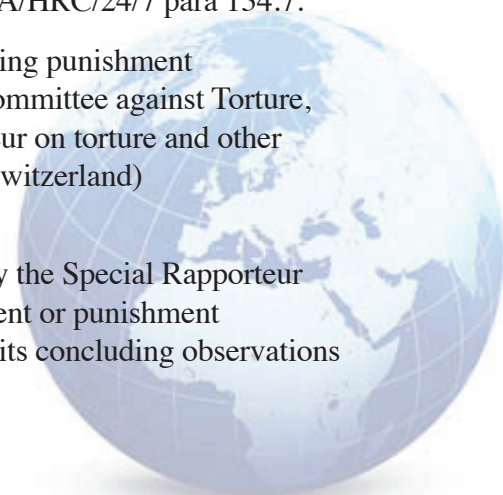 A/HRC/24/7 para 134.7.
ing punishment
ommittee against Torture,
ur on torture and other
witzerland)
y the Special Rapporteur
ent or punishment
its concluding observations